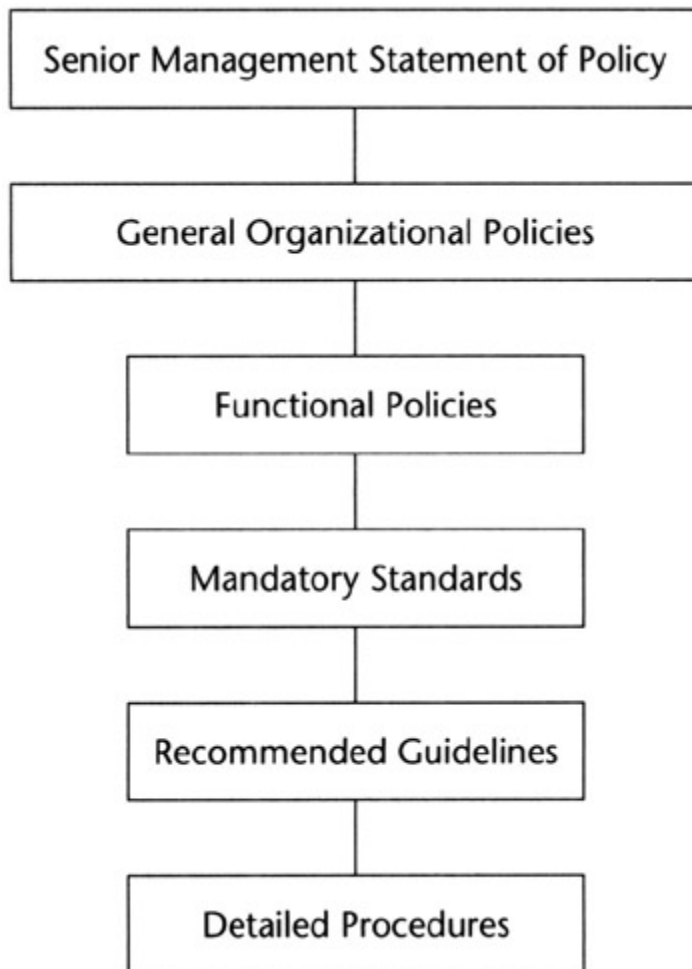 Senior Management Statement of Policy
General Organizational Policies
Functional Policies
Mandatory Standards
Recommended Guidelines
Detailed Procedures